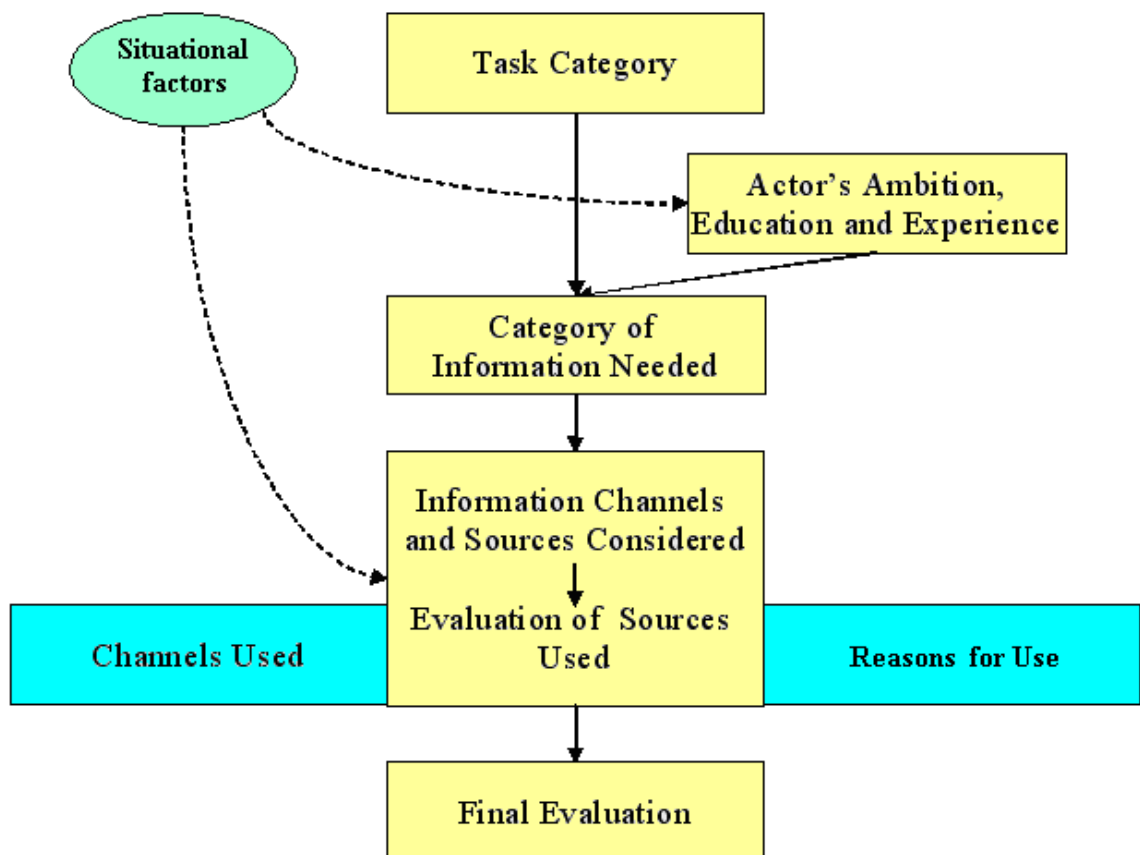 Situational
factors
Task Category
Actor's Ambition,
Education and Experience
Category of
Information Needed
Information Channels
and Sources Considered
Evaluation of Sources
Used
Channels Used
Reasons for Use
Final Evaluation